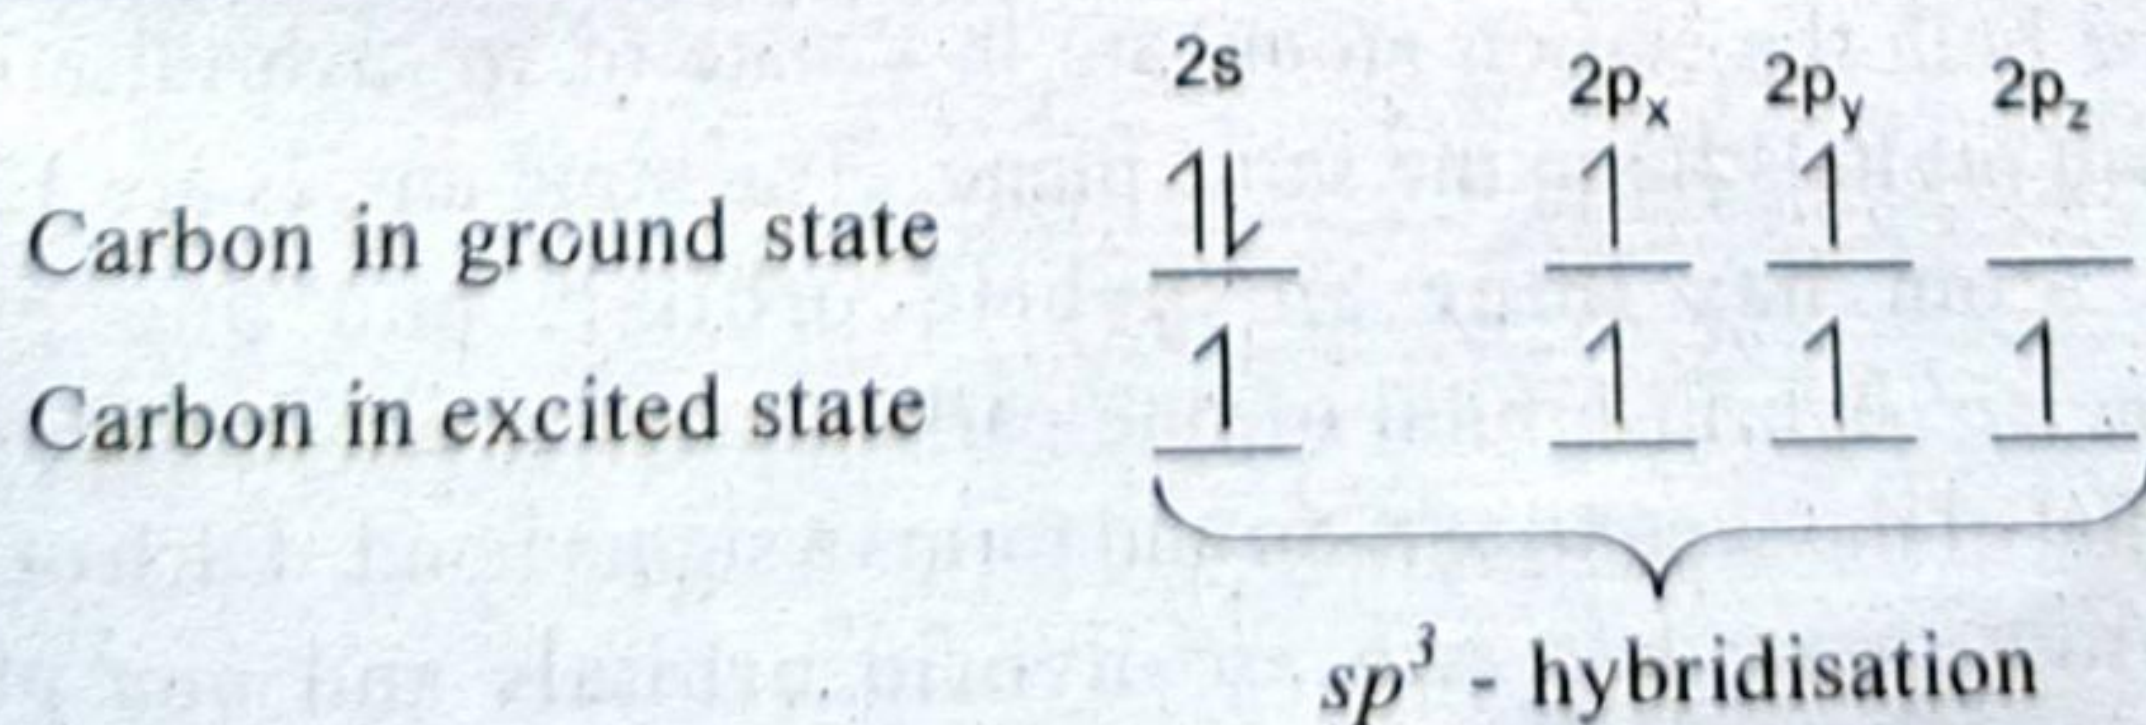 2s 2pₓ 2pᵧ 2p_z
Carbon in ground state 1⇂ 1 1
Carbon in excited state 1 1 1 1
sp³ - hybridisation